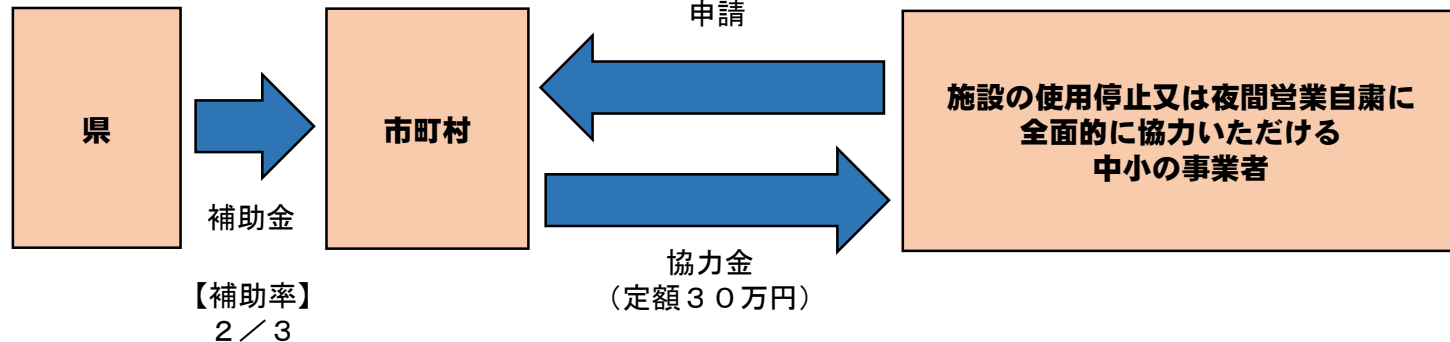 申請
県
市町村
施設の使用停止又は夜間営業自粛に
全面的に協力いただける
中小の事業者
補助金
【補助率】
２／３
協力金
（定額３０万円）